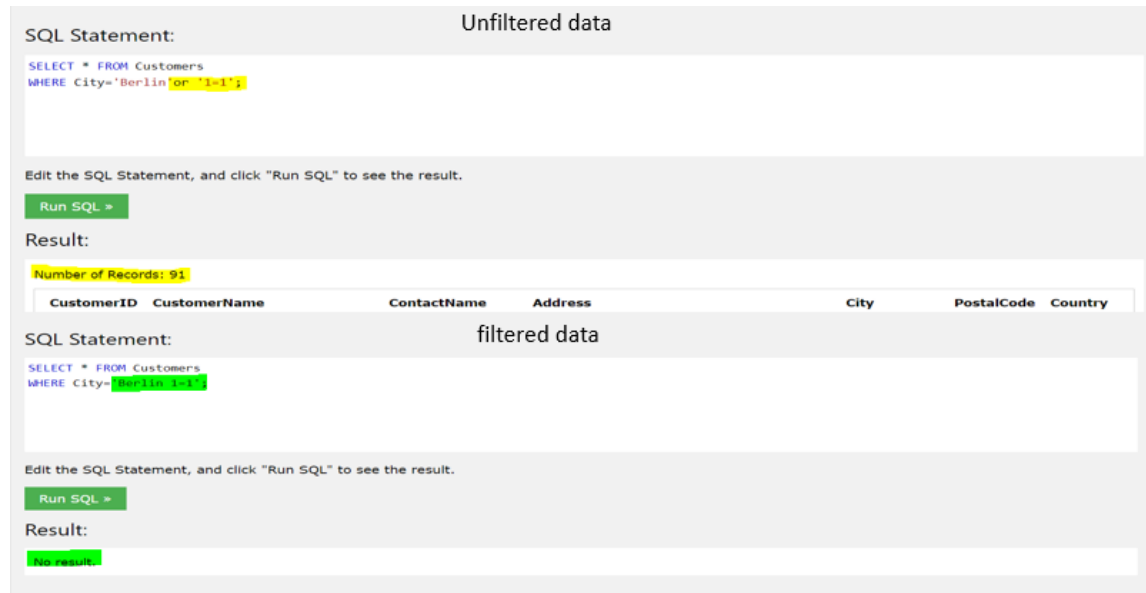 Unfiltered data
SQL Statement:
SELECT * FROM Customers
WHERE City='Berlin'or '1=1';
Edit the SQL Statement, and click "Run SQL" to see the result.
Run SQL »
Result:
Number of Records: 91
CustomerID CustomerName ContactName Address City PostalCode Country
filtered data
SQL Statement:
SELECT * FROM Customers
WHERE City='Berlin 1=1';
Edit the SQL Statement, and click "Run SQL" to see the result.
Run SQL »
Result:
No result.